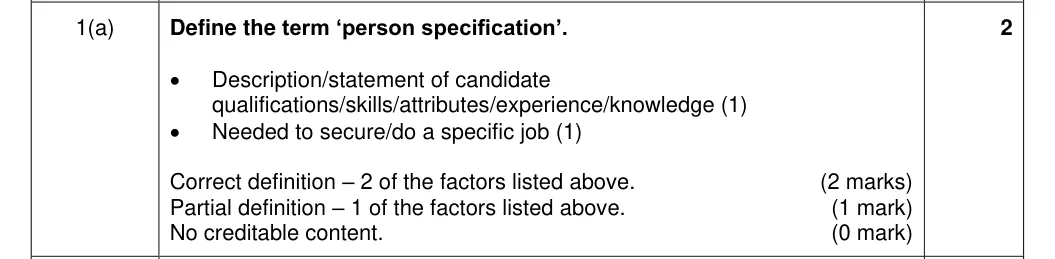 1(a) Define the term ‘person specification’. 2
• Description/statement of candidate
qualifications/skills/attributes/experience/knowledge (1)
• Needed to secure/do a specific job (1)
Correct definition – 2 of the factors listed above. (2 marks)
Partial definition – 1 of the factors listed above. (1 mark)
No creditable content. (0 mark)